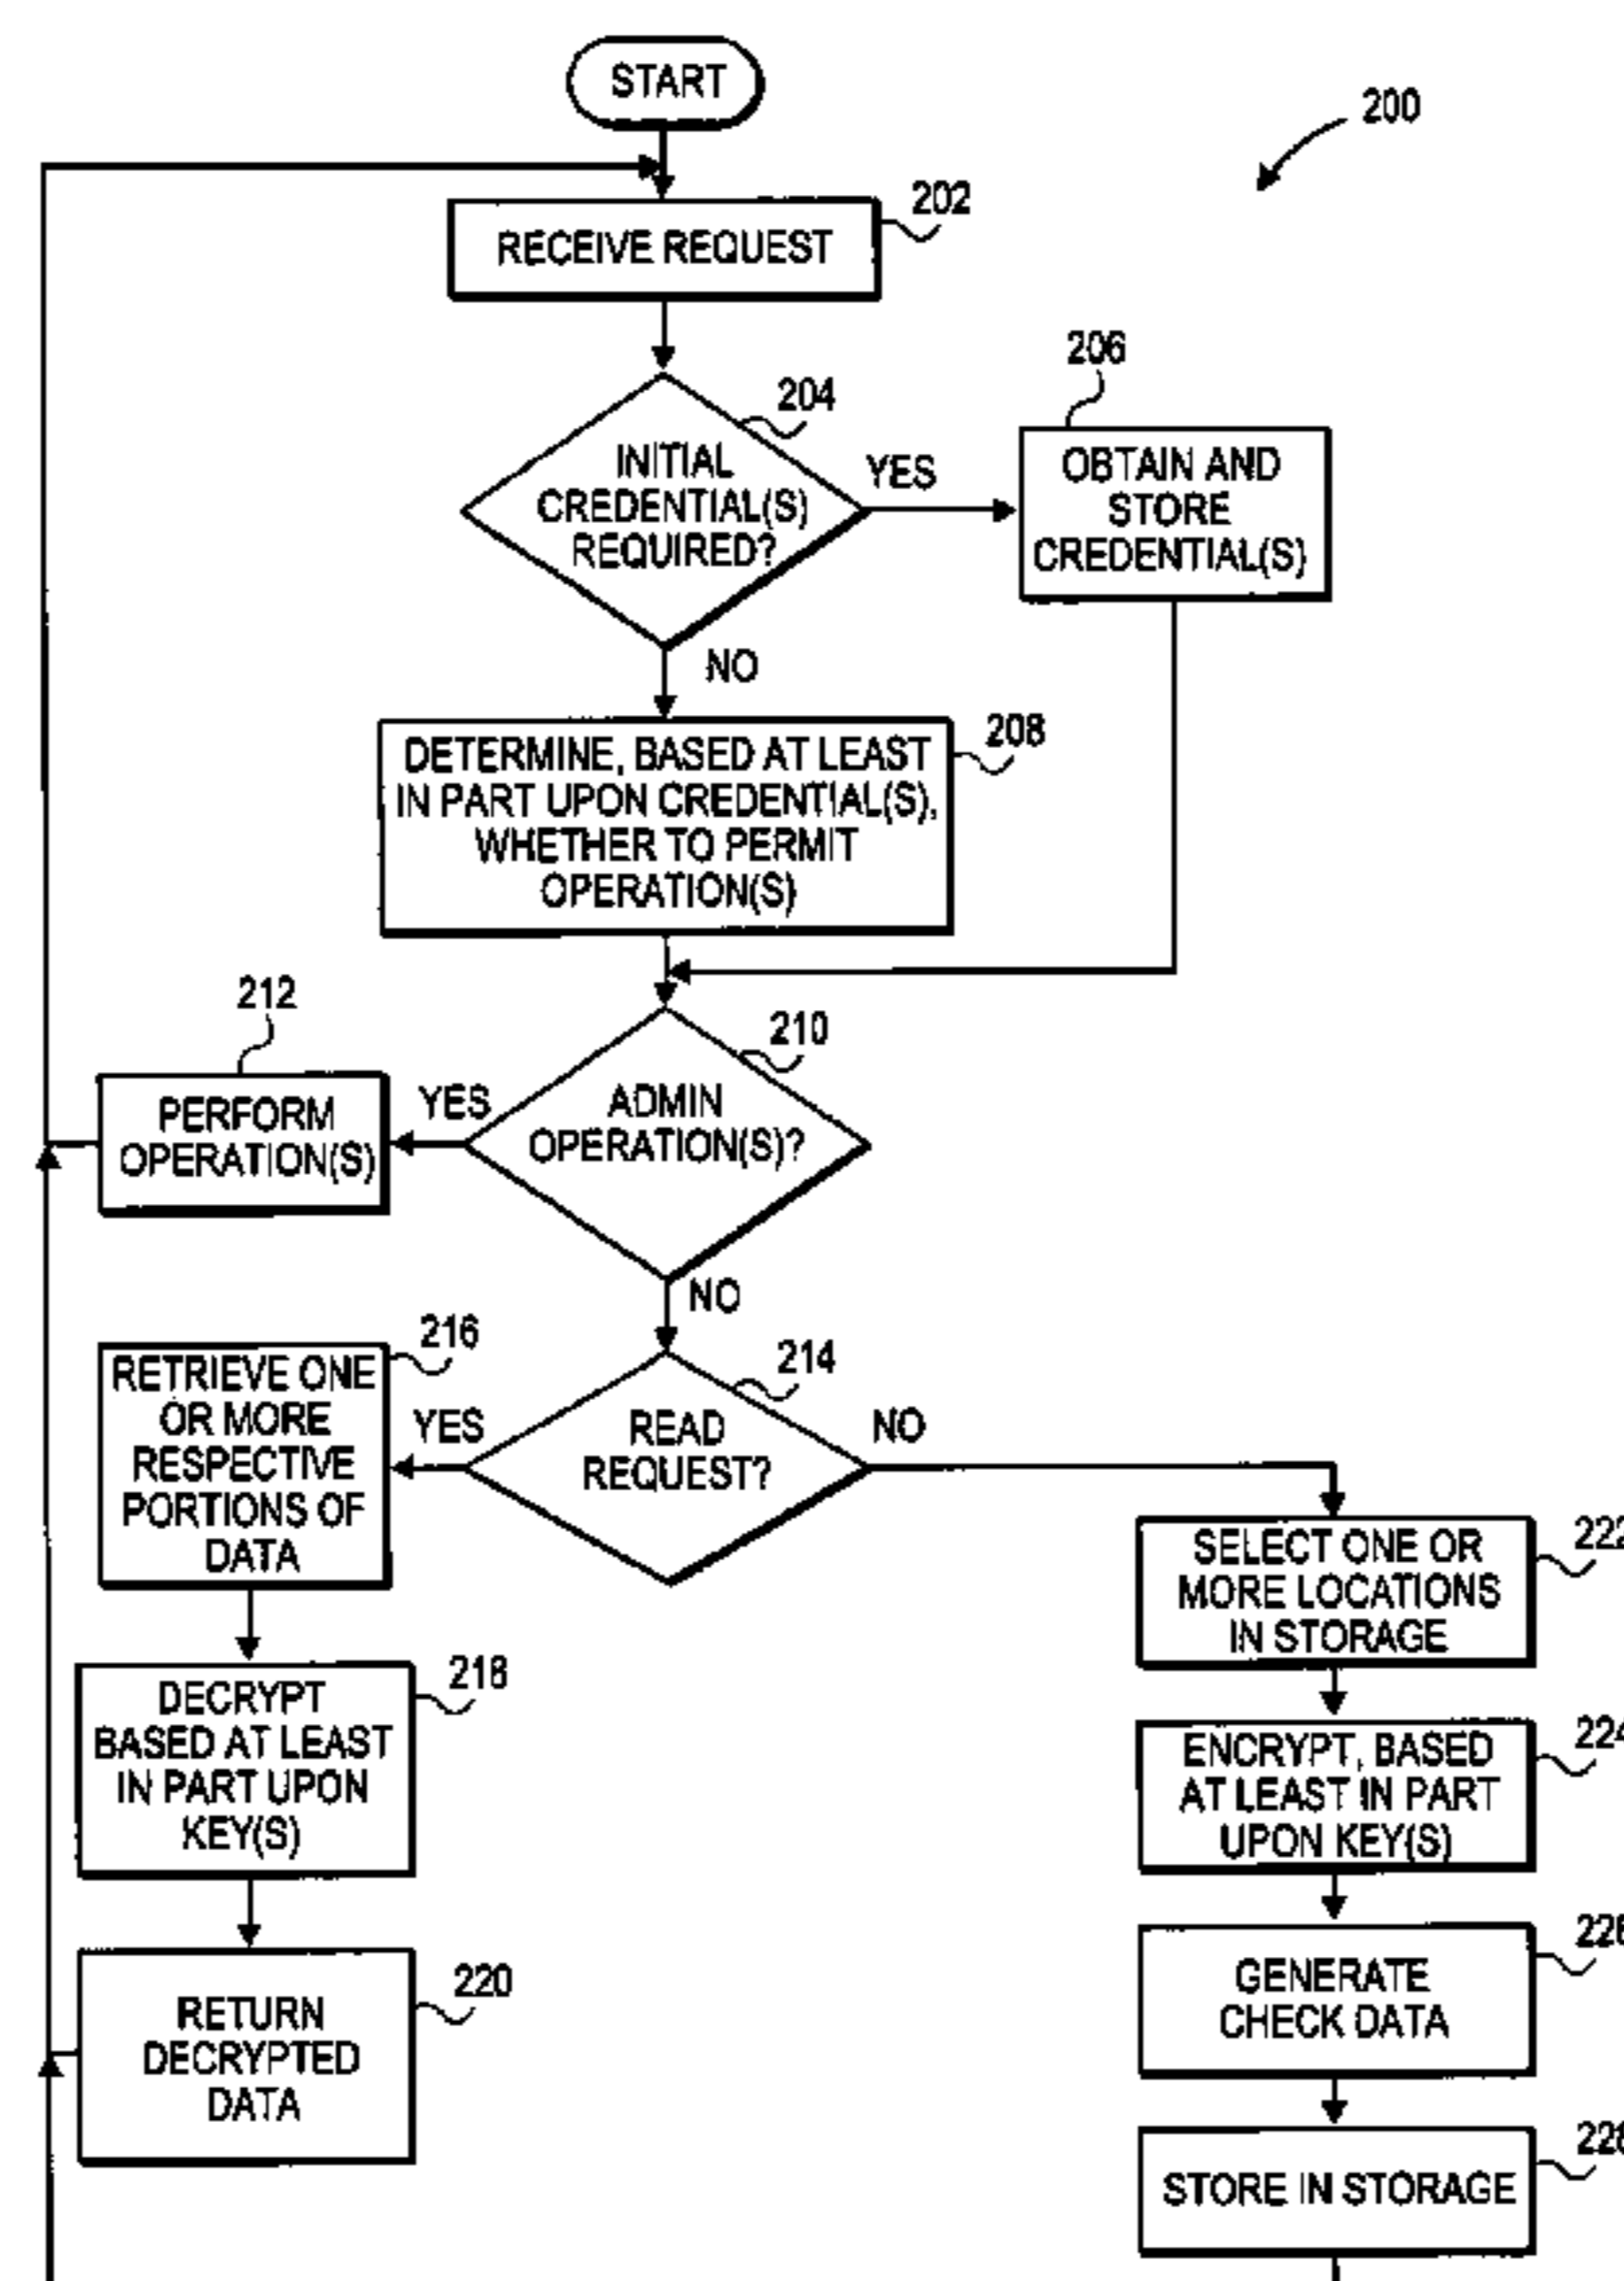 START
200
202
RECEIVE REQUEST
206
204
INITIAL
CREDENTIAL(S)
REQUIRED?
YES
OBTAIN AND
STORE
CREDENTIAL(S)
NO
208
DETERMINE, BASED AT LEAST
IN PART UPON CREDENTIAL(S),
WHETHER TO PERMIT
OPERATION(S)
212
210
PERFORM
OPERATION(S)
YES
ADMIN
OPERATION(S)?
NO
216
214
RETRIEVE ONE
OR MORE
RESPECTIVE
PORTIONS OF
DATA
YES
READ
REQUEST?
NO
222
SELECT ONE OR
MORE LOCATIONS
IN STORAGE
218
DECRYPT
BASED AT LEAST
IN PART UPON
KEY(S)
224
ENCRYPT, BASED
AT LEAST IN PART
UPON KEY(S)
220
RETURN
DECRYPTED
DATA
226
GENERATE
CHECK DATA
228
STORE IN STORAGE